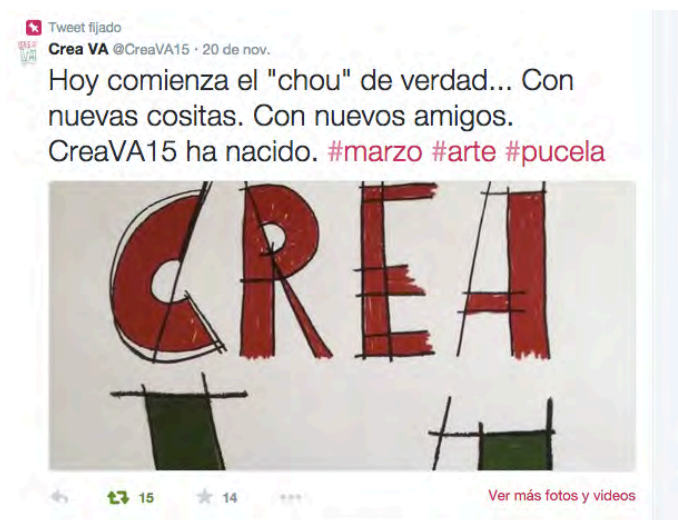 Tweet fijado
Crea VA @CreaVA15 · 20 de nov.
Hoy comienza el "chou" de verdad... Con
nuevas cositas. Con nuevos amigos.
CreaVA15 ha nacido. #marzo #arte #pucela
CREA
15 14
Ver más fotos y videos